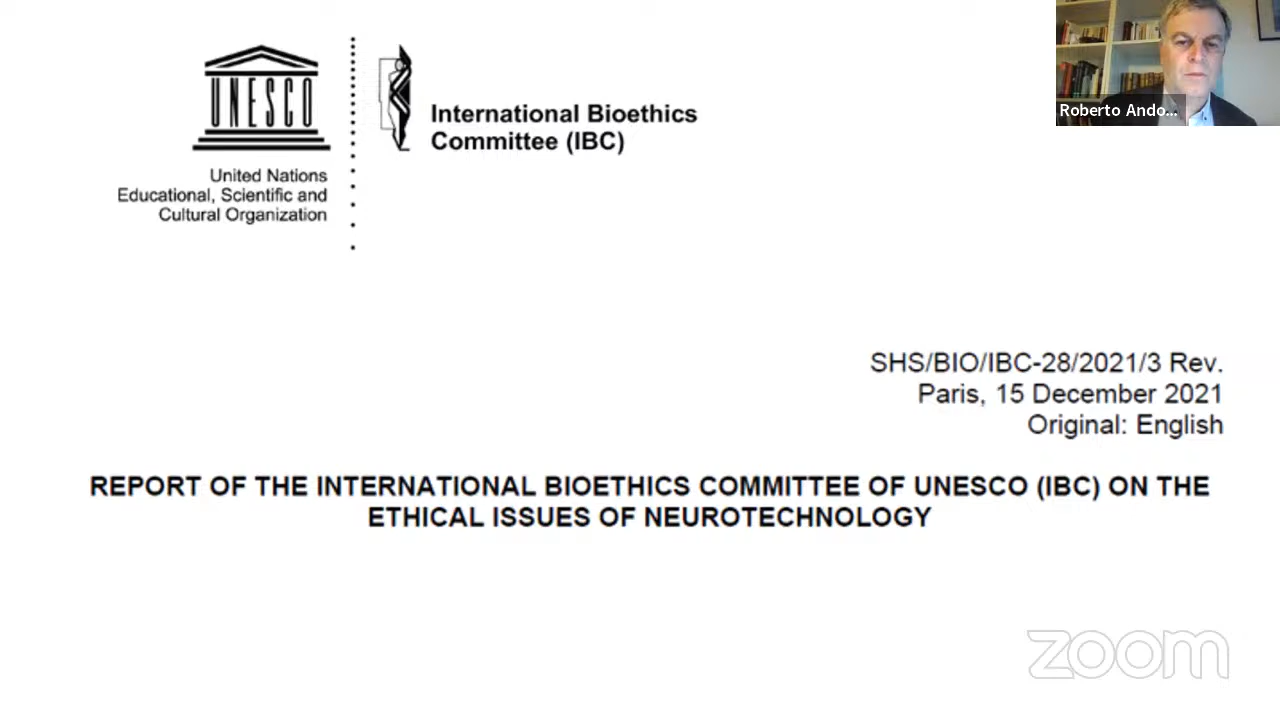 UNESCO
United Nations
Educational, Scientific and
Cultural Organization
International Bioethics
Committee (IBC)
Roberto Ando...
SHS/BIO/IBC-28/2021/3 Rev.
Paris, 15 December 2021
Original: English
REPORT OF THE INTERNATIONAL BIOETHICS COMMITTEE OF UNESCO (IBC) ON THE
ETHICAL ISSUES OF NEUROTECHNOLOGY
zoom